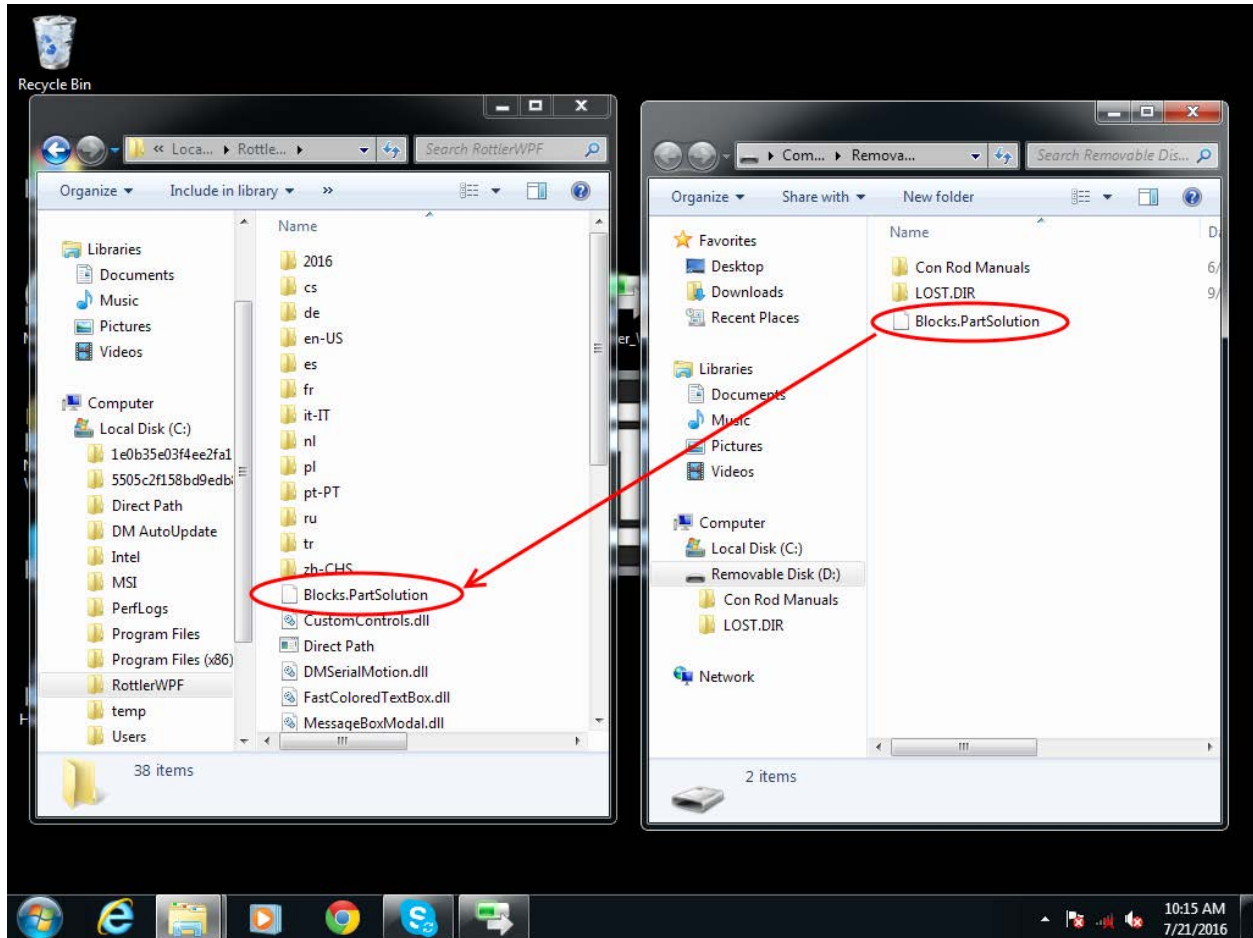 Recycle Bin
« Loca... Rottle...
Search RottlerWPF
Organize
Include in library
»
Name
Libraries
Documents
Music
Pictures
Videos
Computer
Local Disk (C:)
1e0b35e03f4ee2fa1
5505c2f158bd9edb
Direct Path
DM AutoUpdate
Intel
MSI
PerfLogs
Program Files
Program Files (x86)
RottlerWPF
temp
Users
2016
cs
de
en-US
es
fr
it-IT
nl
pl
pt-PT
ru
tr
zh-CHS
Blocks.PartSolution
CustomControls.dll
Direct Path
DMSerialMotion.dll
FastColoredTextBox.dll
MessageBoxModal.dll
38 items
Com... Remova...
Search Removable Dis...
Organize
Share with
New folder
Name
Favorites
Desktop
Downloads
Recent Places
Libraries
Documents
Music
Pictures
Videos
Computer
Local Disk (C:)
Removable Disk (D:)
Con Rod Manuals
LOST.DIR
Network
Con Rod Manuals 6/
LOST.DIR 9/
Blocks.PartSolution
2 items
10:15 AM
7/21/2016